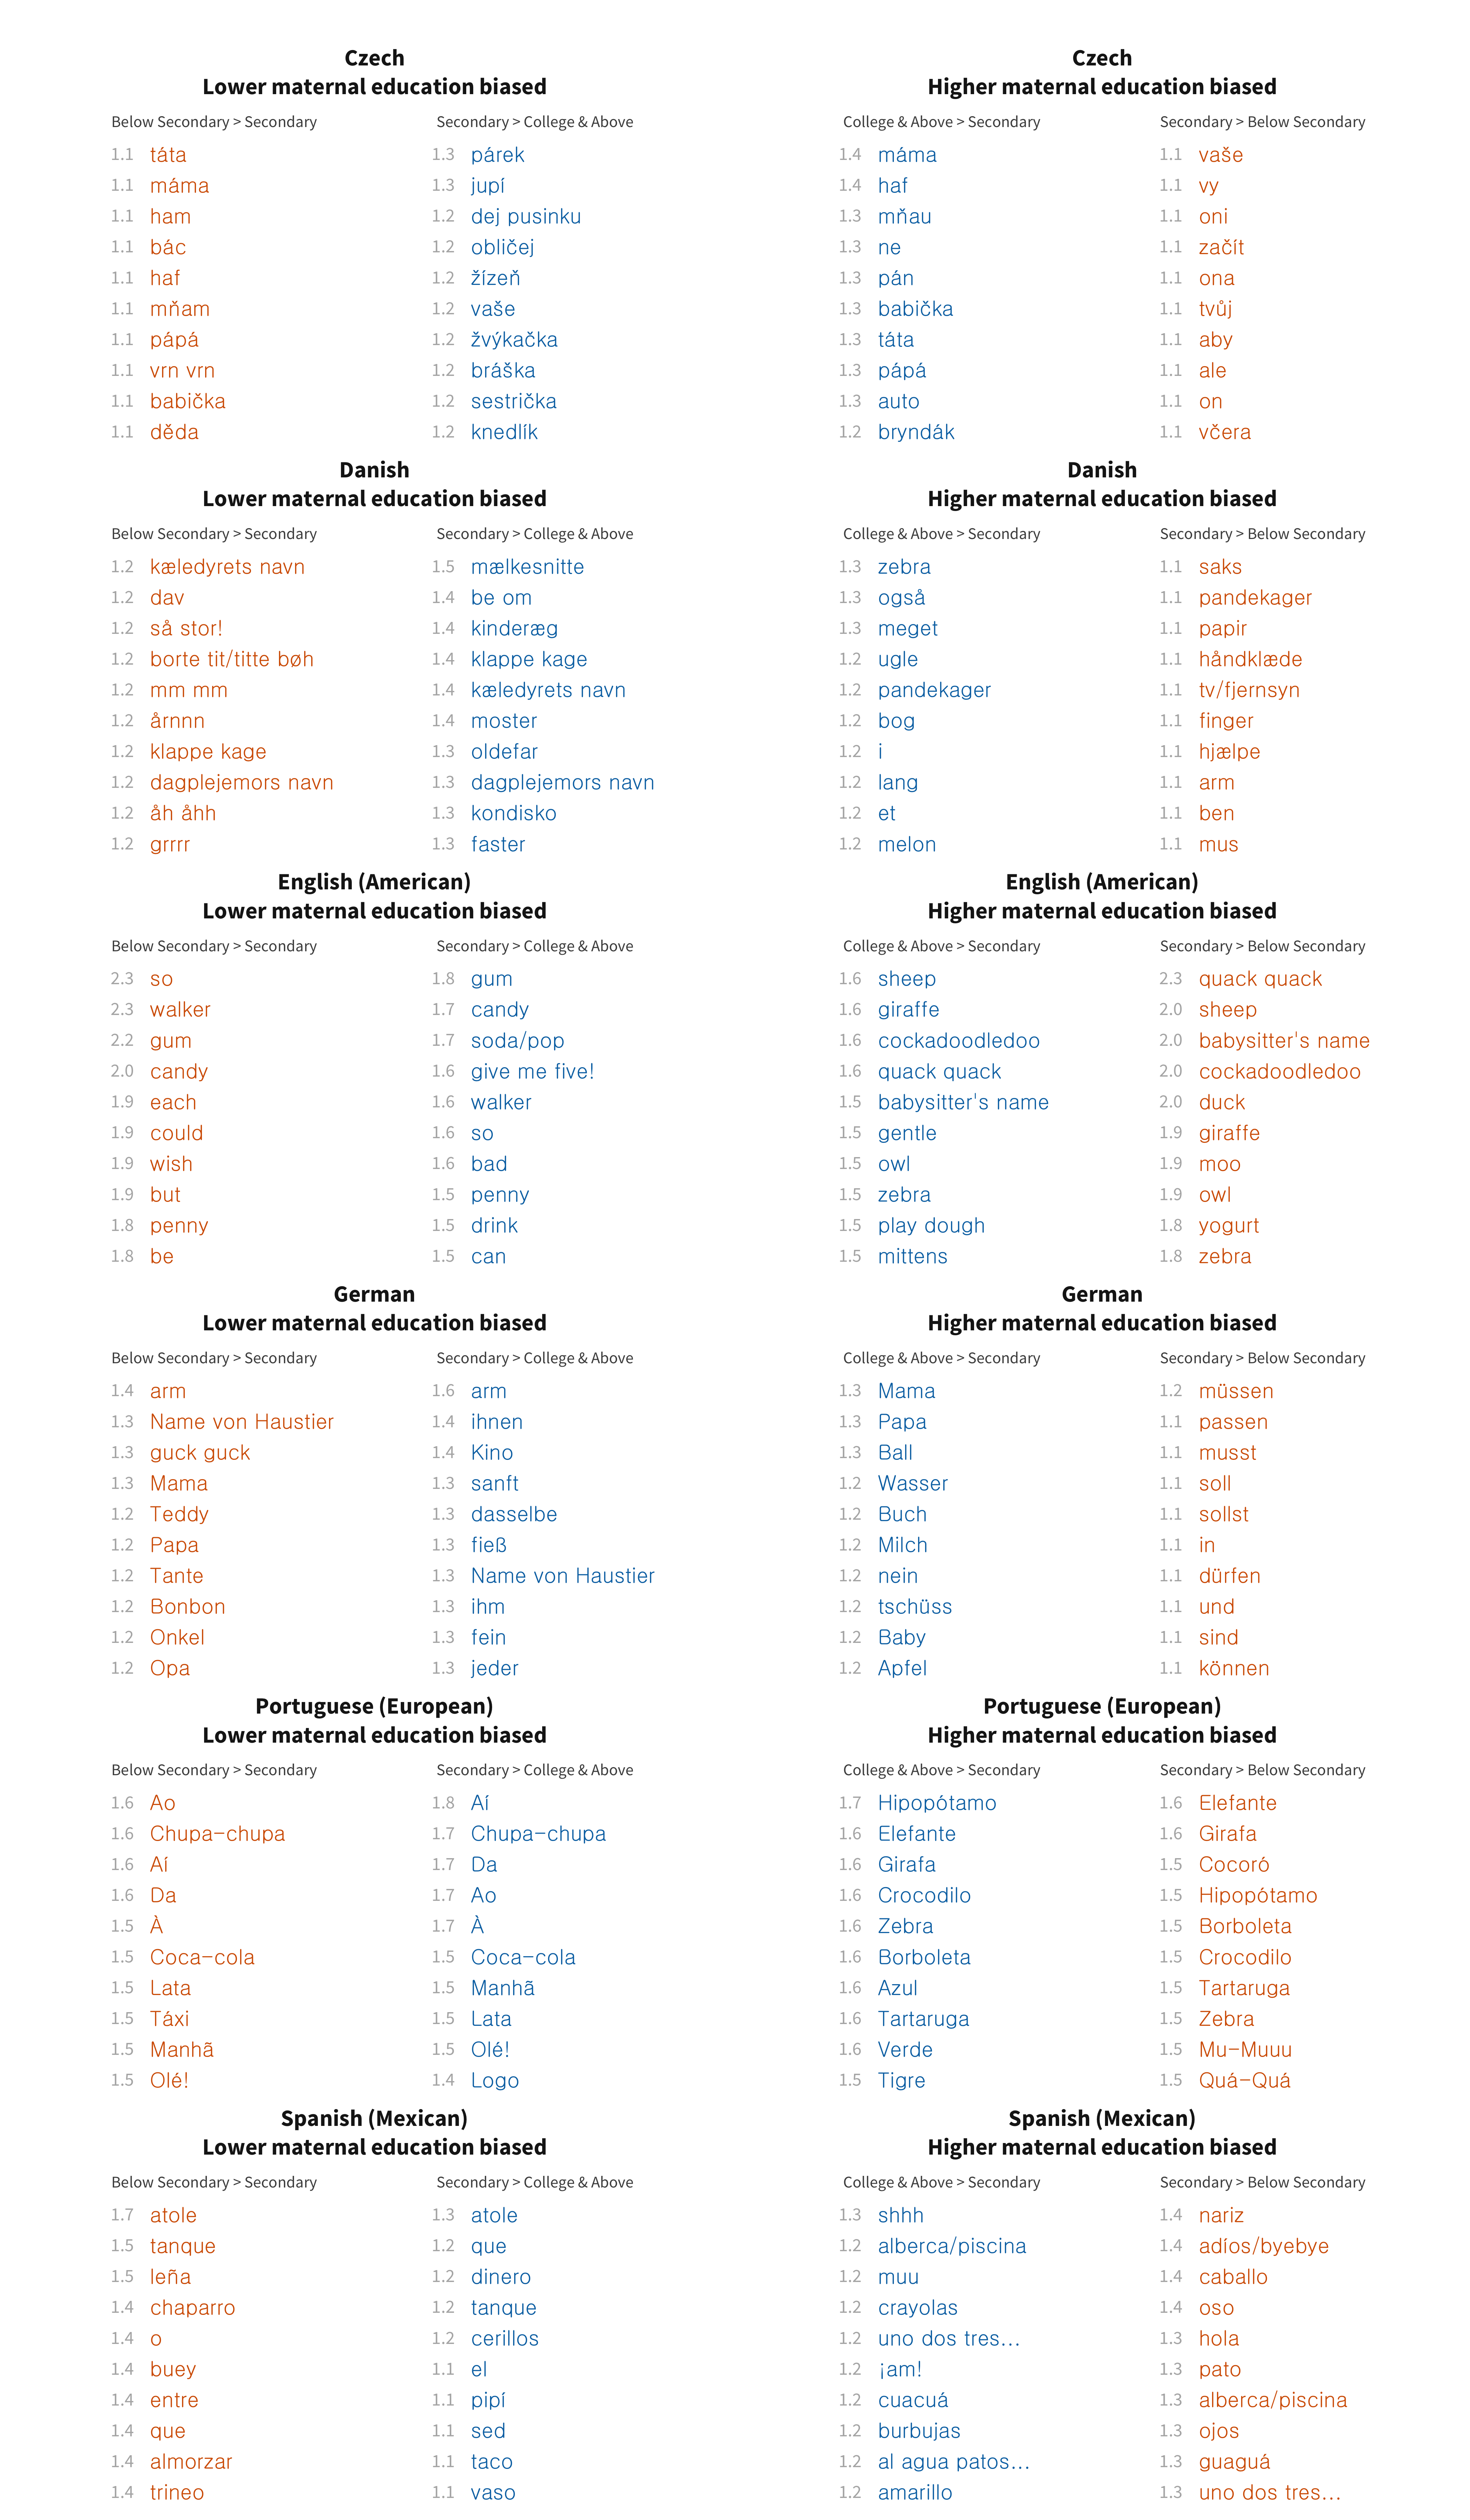 Czech
Lower maternal education biased
Below Secondary > Secondary Secondary > College & Above
1.1 táta 1.3 párek
1.1 máma 1.3 jupí
1.1 ham 1.2 dej pusinku
1.1 bác 1.2 obličej
1.1 haf 1.2 žízeň
1.1 mňam 1.2 vaše
1.1 pápá 1.2 žvýkačka
1.1 vrn vrn 1.2 bráška
1.1 babička 1.2 sestrička
1.1 děda 1.2 knedlík
Czech
Higher maternal education biased
College & Above > Secondary Secondary > Below Secondary
1.4 máma 1.1 vaše
1.4 haf 1.1 vy
1.3 mňau 1.1 oni
1.3 ne 1.1 začít
1.3 pán 1.1 ona
1.3 babička 1.1 tvůj
1.3 táta 1.1 aby
1.3 pápá 1.1 ale
1.3 auto 1.1 on
1.2 bryndák 1.1 včera
Danish
Lower maternal education biased
Below Secondary > Secondary Secondary > College & Above
1.2 kæledyrets navn 1.5 mælkesnitte
1.2 dav 1.4 be om
1.2 så stor! 1.4 kinderæg
1.2 borte tit/titte bøh 1.4 klappe kage
1.2 mm mm 1.4 kæledyrets navn
1.2 årnnn 1.4 moster
1.2 klappe kage 1.3 oldefar
1.2 dagplejemors navn 1.3 dagplejemors navn
1.2 åh åhh 1.3 kondisko
1.2 grrrr 1.3 faster
Danish
Higher maternal education biased
College & Above > Secondary Secondary > Below Secondary
1.3 zebra 1.1 saks
1.3 også 1.1 pandekager
1.3 meget 1.1 papir
1.2 ugle 1.1 håndklæde
1.2 pandekager 1.1 tv/fjernsyn
1.2 bog 1.1 finger
1.2 i 1.1 hjælpe
1.2 lang 1.1 arm
1.2 et 1.1 ben
1.2 melon 1.1 mus
English (American)
Lower maternal education biased
Below Secondary > Secondary Secondary > College & Above
2.3 so 1.8 gum
2.3 walker 1.7 candy
2.2 gum 1.7 soda/pop
2.0 candy 1.6 give me five!
1.9 each 1.6 walker
1.9 could 1.6 so
1.9 wish 1.6 bad
1.9 but 1.5 penny
1.8 penny 1.5 drink
1.8 be 1.5 can
English (American)
Higher maternal education biased
College & Above > Secondary Secondary > Below Secondary
1.6 sheep 2.3 quack quack
1.6 giraffe 2.0 sheep
1.6 cockadoodledoo 2.0 babysitter's name
1.6 quack quack 2.0 cockadoodledoo
1.5 babysitter's name 2.0 duck
1.5 gentle 1.9 giraffe
1.5 owl 1.9 moo
1.5 zebra 1.9 owl
1.5 play dough 1.8 yogurt
1.5 mittens 1.8 zebra
German
Lower maternal education biased
Below Secondary > Secondary Secondary > College & Above
1.4 arm 1.6 arm
1.3 Name von Haustier 1.4 ihnen
1.3 guck guck 1.4 Kino
1.3 Mama 1.3 sanft
1.2 Teddy 1.3 dasselbe
1.2 Papa 1.3 fieß
1.2 Tante 1.3 Name von Haustier
1.2 Bonbon 1.3 ihm
1.2 Onkel 1.3 fein
1.2 Opa 1.3 jeder
German
Higher maternal education biased
College & Above > Secondary Secondary > Below Secondary
1.3 Mama 1.2 müssen
1.3 Papa 1.1 passen
1.3 Ball 1.1 musst
1.2 Wasser 1.1 soll
1.2 Buch 1.1 sollst
1.2 Milch 1.1 in
1.2 nein 1.1 dürfen
1.2 tschüss 1.1 und
1.2 Baby 1.1 sind
1.2 Apfel 1.1 können
Portuguese (European)
Lower maternal education biased
Below Secondary > Secondary Secondary > College & Above
1.6 Ao 1.8 Aí
1.6 Chupa-chupa 1.7 Chupa-chupa
1.6 Aí 1.7 Da
1.6 Da 1.7 Ao
1.5 À 1.7 À
1.5 Coca-cola 1.5 Coca-cola
1.5 Lata 1.5 Manhã
1.5 Táxi 1.5 Lata
1.5 Manhã 1.5 Olé!
1.5 Olé! 1.4 Logo
Portuguese (European)
Higher maternal education biased
College & Above > Secondary Secondary > Below Secondary
1.7 Hipopótamo 1.6 Elefante
1.6 Elefante 1.6 Girafa
1.6 Girafa 1.5 Cocoró
1.6 Crocodilo 1.5 Hipopótamo
1.6 Zebra 1.5 Borboleta
1.6 Borboleta 1.5 Crocodilo
1.6 Azul 1.5 Tartaruga
1.6 Tartaruga 1.5 Zebra
1.6 Verde 1.5 Mu-Muuu
1.5 Tigre 1.5 Quá-Quá
Spanish (Mexican)
Lower maternal education biased
Below Secondary > Secondary Secondary > College & Above
1.7 atole 1.3 atole
1.5 tanque 1.2 que
1.5 leña 1.2 dinero
1.4 chaparro 1.2 tanque
1.4 o 1.2 cerillos
1.4 buey 1.1 el
1.4 entre 1.1 pipí
1.4 que 1.1 sed
1.4 almorzar 1.1 taco
1.4 trineo 1.1 vaso
Spanish (Mexican)
Higher maternal education biased
College & Above > Secondary Secondary > Below Secondary
1.3 shhh 1.4 nariz
1.2 alberca/piscina 1.4 adíos/byebye
1.2 muu 1.4 caballo
1.2 crayolas 1.4 oso
1.2 uno dos tres... 1.3 hola
1.2 ¡am! 1.3 pato
1.2 cuacuá 1.3 alberca/piscina
1.2 burbujas 1.3 ojos
1.2 al agua patos... 1.3 guaguá
1.2 amarillo 1.3 uno dos tres...